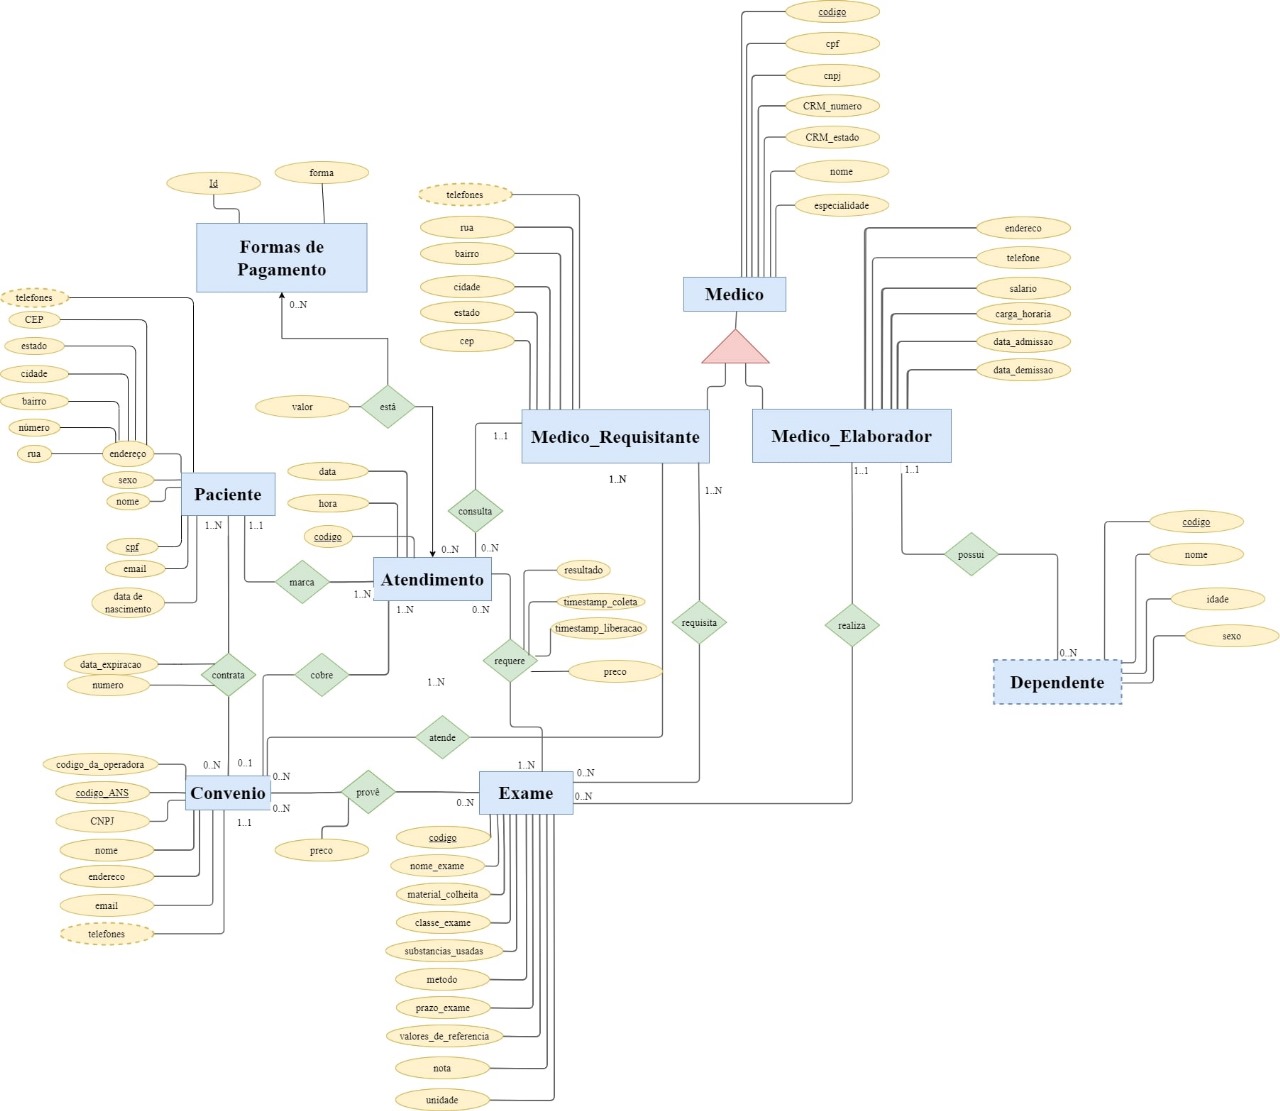 codigo
cpf
cnpj
CRM_numero
CRM_estado
nome
especialidade
Medico
Id
forma
Formas de
Pagamento
0..N
telefones
rua
bairro
cidade
estado
cep
endereco
telefone
salario
carga_horaria
data_admissao
data_demissao
telefones
CEP
estado
cidade
bairro
número
rua
endereço
sexo
nome
cpf
email
data de
nascimento
Paciente
1..N
1..1
valor
está
data
hora
codigo
1..1
Medico_Requisitante
1..N
1..N
Medico_Elaborador
1..1
1..1
consulta
0..N
0..N
marca
1..N
Atendimento
1..N
0..N
resultado
timestamp_coleta
timestamp_liberacao
preco
requere
requisita
realiza
possui
0..N
codigo
nome
idade
sexo
Dependente
data_expiracao
numero
contrata
cobre
1..N
atende
0..N
0..1
0..N
codigo_da_operadora
codigo_ANS
CNPJ
nome
endereco
email
telefones
Convenio
0..N
1..1
provê
preco
0..N
1..N
0..N
0..N
Exame
codigo
nome_exame
material_colheita
classe_exame
substancias_usadas
metodo
prazo_exame
valores_de_referencia
nota
unidade